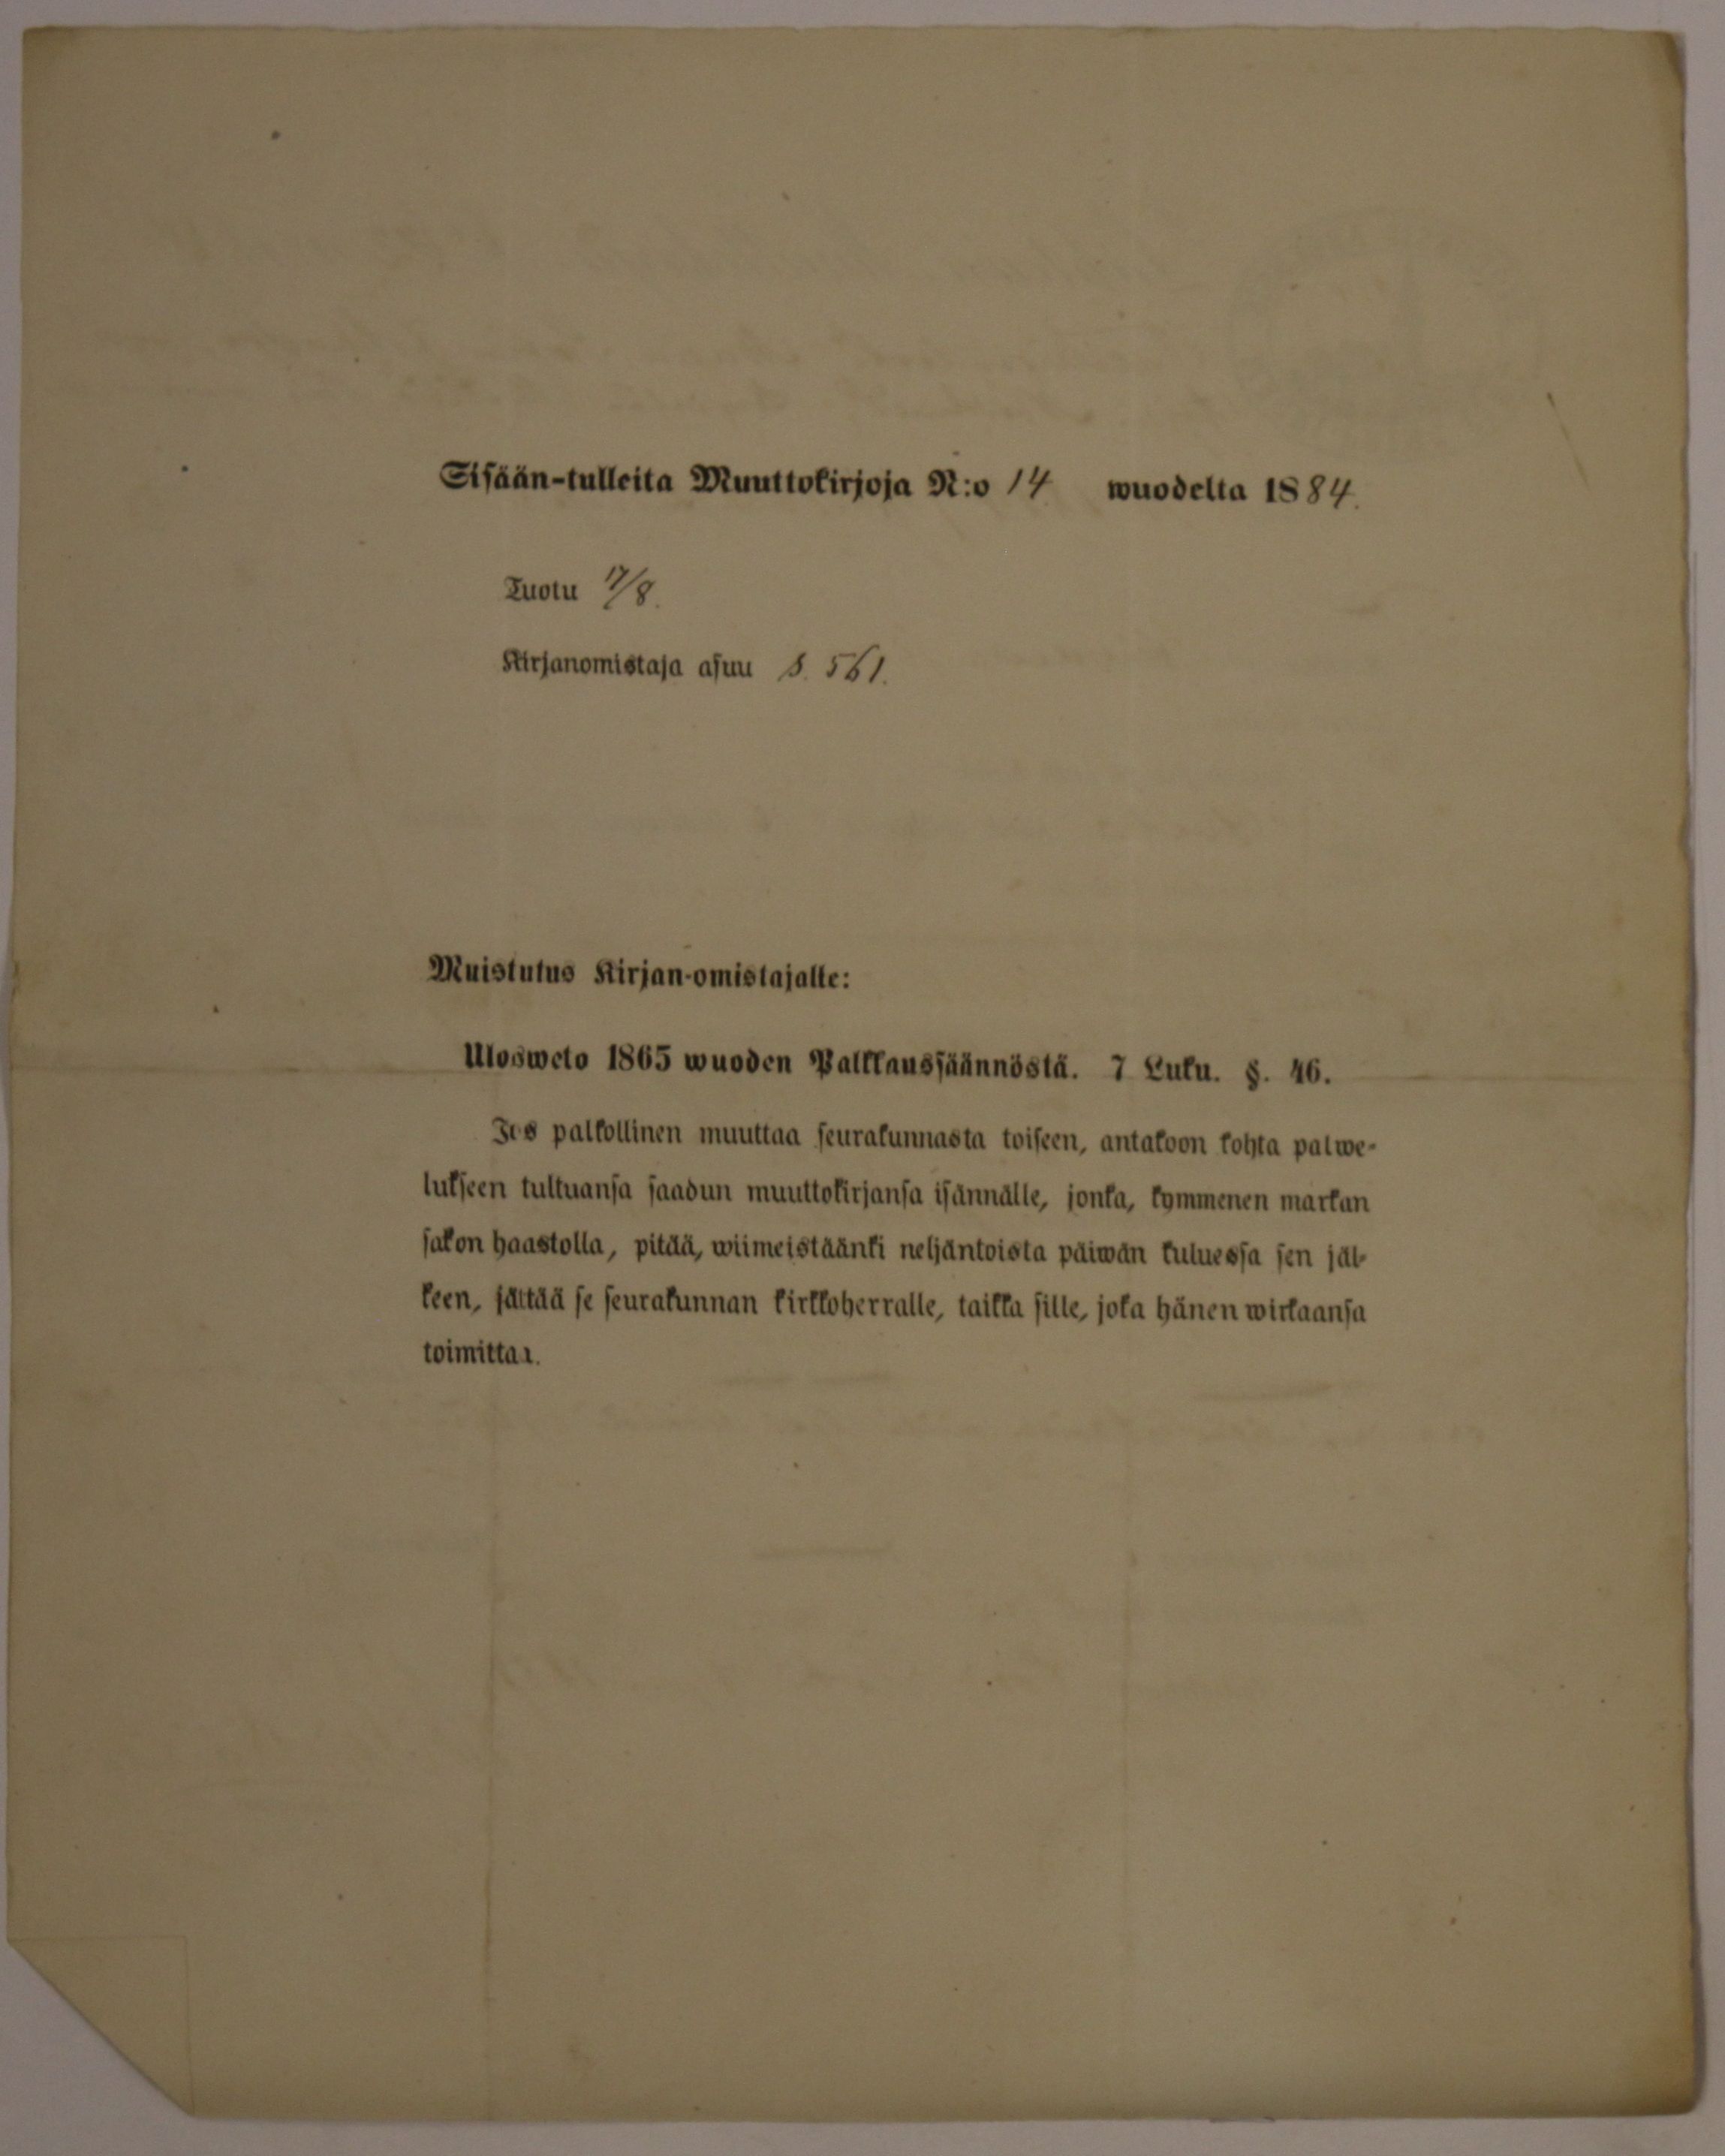 Sisään-tulleita Muuttokirjoja N:o 14 wuodelta 1884.
Tuotu 17/8.
Kirjanomistaja asuu s. 561.
Muistutus Kirjan-omistajalle:
Ulosweto 1865 wuoden Palkkaussäännöstä. 7 Luku. §. 46.
Jos palkollinen muuttaa seurakunnasta toiseen, antakoon kohta palwe-
lukseen tultuansa saadun muuttokirjansa isännälle, jonka, kymmenen markan
sakon haastolla, pitää, wiimeistäänki neljäntoista päiwän kuluessa sen jäl-
keen, jättää se seurakunnan kirkkoherralle, taikka sille, joka hänen wirkaansa
toimittaa.